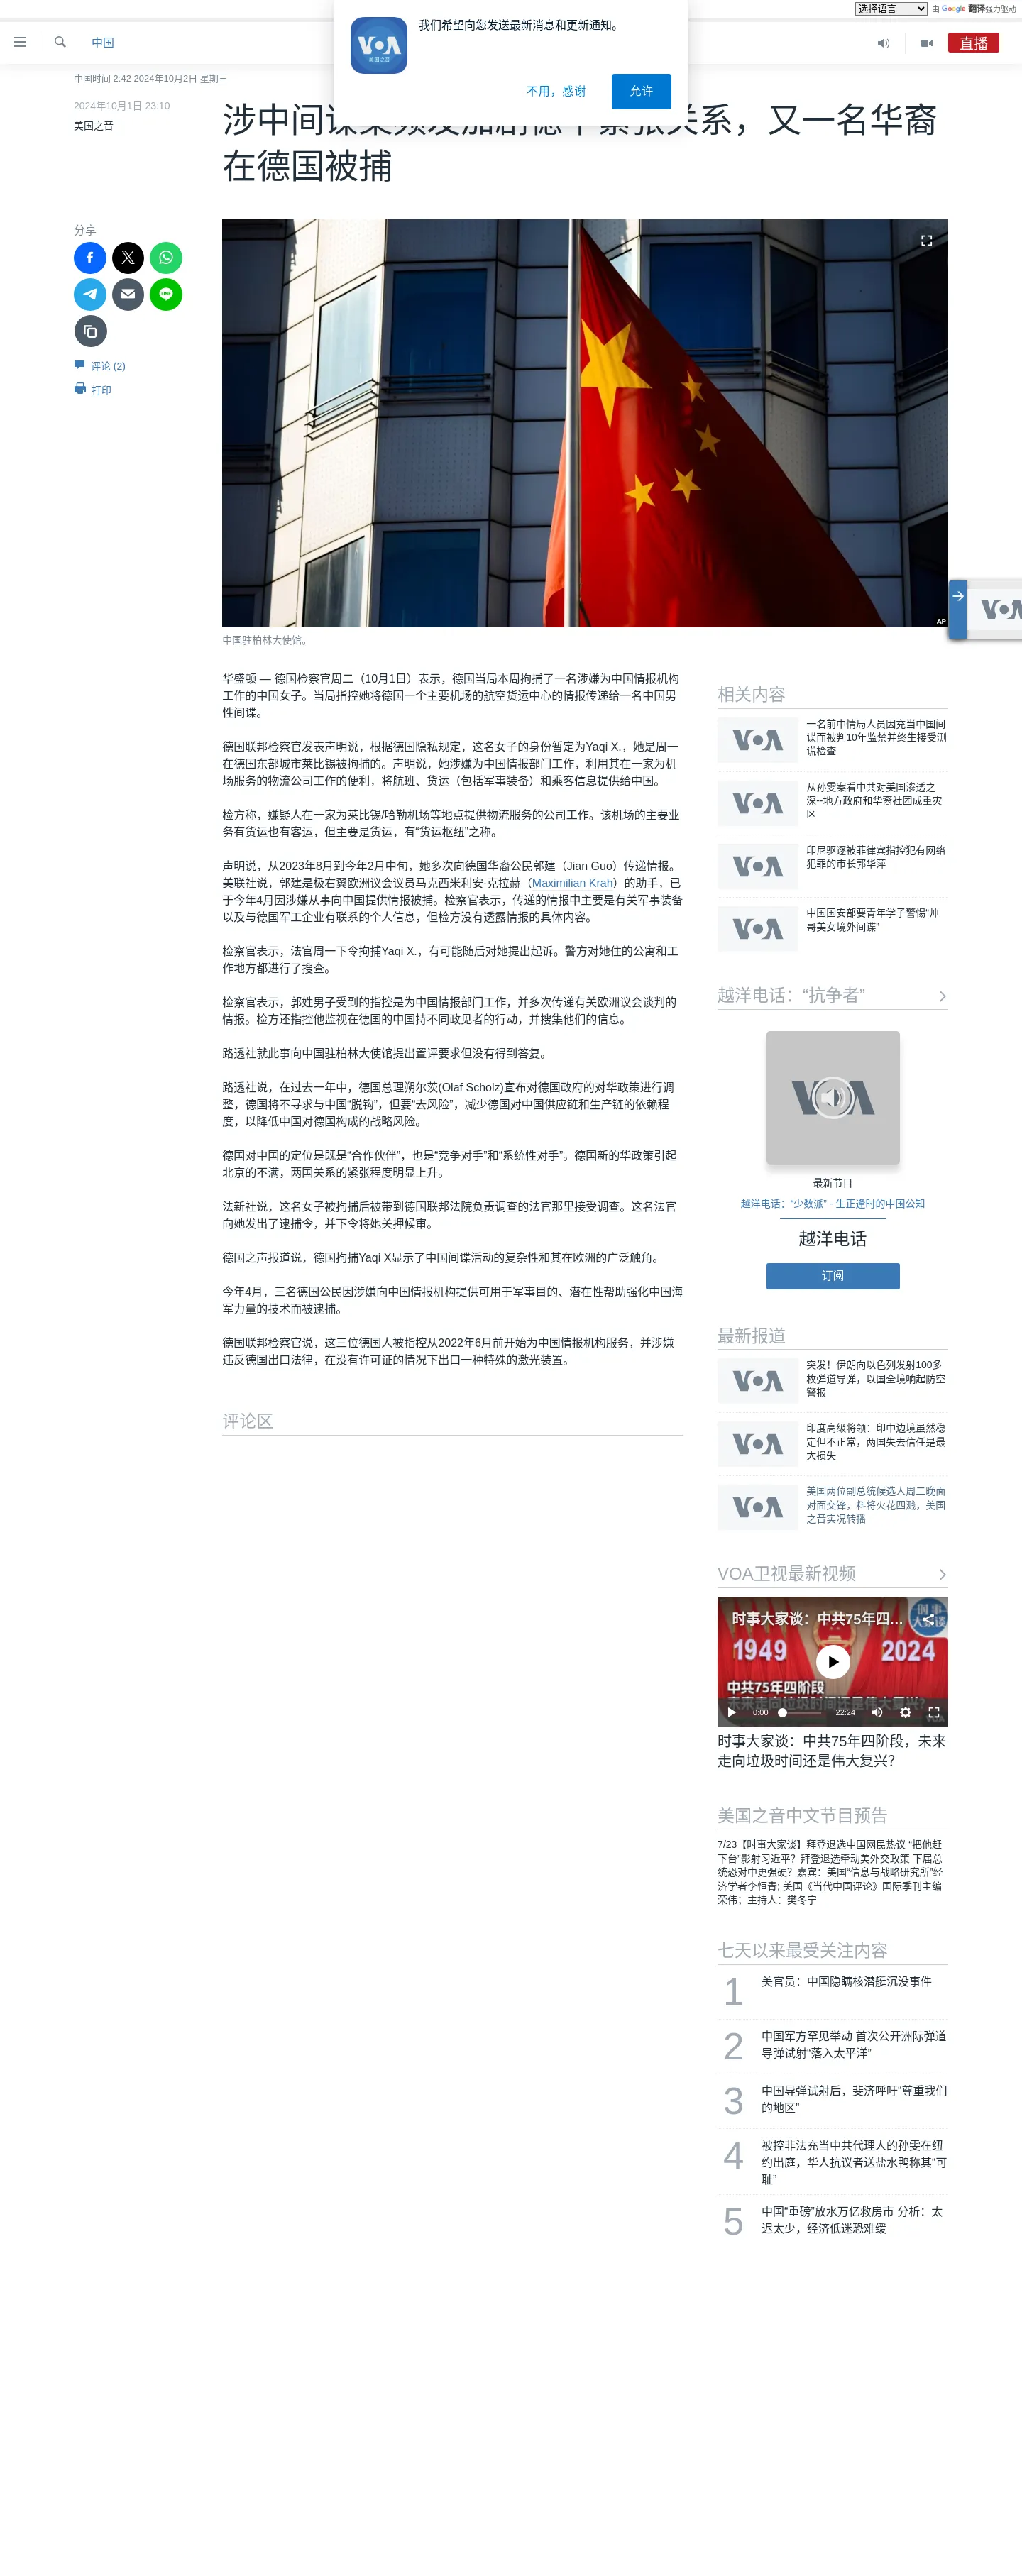 选择语言
由 Google 翻译强力驱动
我们希望向您发送最新消息和更新通知。
VOA
美国之音
不用，感谢
允许
中国
直播
中国时间 2:42 2024年10月2日 星期三
2024年10月1日 23:10
美国之音
涉中间谍
紧张关系，又一名华裔
在德国被捕
分享
评论 (2)
打印
AP
中国驻柏林大使馆。
华盛顿 — 德国检察官周二（10月1日）表示，德国当局本周拘捕了一名涉嫌为中国情报机构
工作的中国女子。当局指控她将德国一个主要机场的航空货运中心的情报传递给一名中国男
性间谍。
德国联邦检察官发表声明说，根据德国隐私规定，这名女子的身份暂定为Yaqi X.，她是周一
在德国东部城市莱比锡被拘捕的。声明说，她涉嫌为中国情报部门工作，利用其在一家为机
场服务的物流公司工作的便利，将航班、货运（包括军事装备）和乘客信息提供给中国。
检方称，嫌疑人在一家为莱比锡/哈勒机场等地点提供物流服务的公司工作。该机场的主要业
务有货运也有客运，但主要是货运，有“货运枢纽”之称。
声明说，从2023年8月到今年2月中旬，她多次向德国华裔公民郭建（Jian Guo）传递情报。
美联社说，郭建是极右翼欧洲议会议员马克西米利安·克拉赫（Maximilian Krah）的助手，已
于今年4月因涉嫌从事向中国提供情报被捕。检察官表示，传递的情报中主要是有关军事装备
以及与德国军工企业有联系的个人信息，但检方没有透露情报的具体内容。
检察官表示，法官周一下令拘捕Yaqi X.，有可能随后对她提出起诉。警方对她住的公寓和工
作地方都进行了搜查。
检察官表示，郭姓男子受到的指控是为中国情报部门工作，并多次传递有关欧洲议会谈判的
情报。检方还指控他监视在德国的中国持不同政见者的行动，并搜集他们的信息。
路透社就此事向中国驻柏林大使馆提出置评要求但没有得到答复。
路透社说，在过去一年中，德国总理朔尔茨(Olaf Scholz)宣布对德国政府的对华政策进行调
整，德国将不寻求与中国“脱钩”，但要“去风险”，减少德国对中国供应链和生产链的依赖程
度，以降低中国对德国构成的战略风险。
德国对中国的定位是既是“合作伙伴”，也是“竞争对手”和“系统性对手”。德国新的华政策引起
北京的不满，两国关系的紧张程度明显上升。
法新社说，这名女子被拘捕后被带到德国联邦法院负责调查的法官那里接受调查。这名法官
向她发出了逮捕令，并下令将她关押候审。
德国之声报道说，德国拘捕Yaqi X显示了中国间谍活动的复杂性和其在欧洲的广泛触角。
今年4月，三名德国公民因涉嫌向中国情报机构提供可用于军事目的、潜在性帮助强化中国海
军力量的技术而被逮捕。
德国联邦检察官说，这三位德国人被指控从2022年6月前开始为中国情报机构服务，并涉嫌
违反德国出口法律，在没有许可证的情况下出口一种特殊的激光装置。
评论区
相关内容
VOA
一名前中情局人员因充当中国间
谍而被判10年监禁并终生接受测
谎检查
VOA
从孙雯案看中共对美国渗透之
深--地方政府和华裔社团成重灾
区
VOA
印尼驱逐被菲律宾指控犯有网络
犯罪的市长郭华萍
VOA
中国国安部要青年学子警惕“帅
哥美女境外间谍”
越洋电话：“抗争者”
VOA
最新节目
越洋电话：“少数派” - 生正逢时的中国公知
越洋电话
订阅
最新报道
VOA
突发！伊朗向以色列发射100多
枚弹道导弹，以国全境响起防空
警报
VOA
印度高级将领：印中边境虽然稳
定但不正常，两国失去信任是最
大损失
VOA
美国两位副总统候选人周二晚面
对面交锋，料将火花四溅，美国
之音实况转播
VOA卫视最新视频
时事大家谈：中共75年四...
时事
大家谈
1949 2024
中共75年四阶段
未来走向垃圾时间还是伟大复兴?
0:00 22:24
时事大家谈：中共75年四阶段，未来
走向垃圾时间还是伟大复兴？
美国之音中文节目预告
7/23【时事大家谈】拜登退选中国网民热议 “把他赶
下台”影射习近平？拜登退选牵动美外交政策 下届总
统恐对中更强硬？嘉宾：美国“信息与战略研究所”经
济学者李恒青; 美国《当代中国评论》国际季刊主编
荣伟；主持人：樊冬宁
七天以来最受关注内容
1 美官员：中国隐瞒核潜艇沉没事件
2 中国军方罕见举动 首次公开洲际弹道
导弹试射“落入太平洋”
3 中国导弹试射后，斐济呼吁“尊重我们
的地区”
4 被控非法充当中共代理人的孙雯在纽
约出庭，华人抗议者送盐水鸭称其“可
耻”
5 中国“重磅”放水万亿救房市 分析：太
迟太少，经济低迷恐难缓